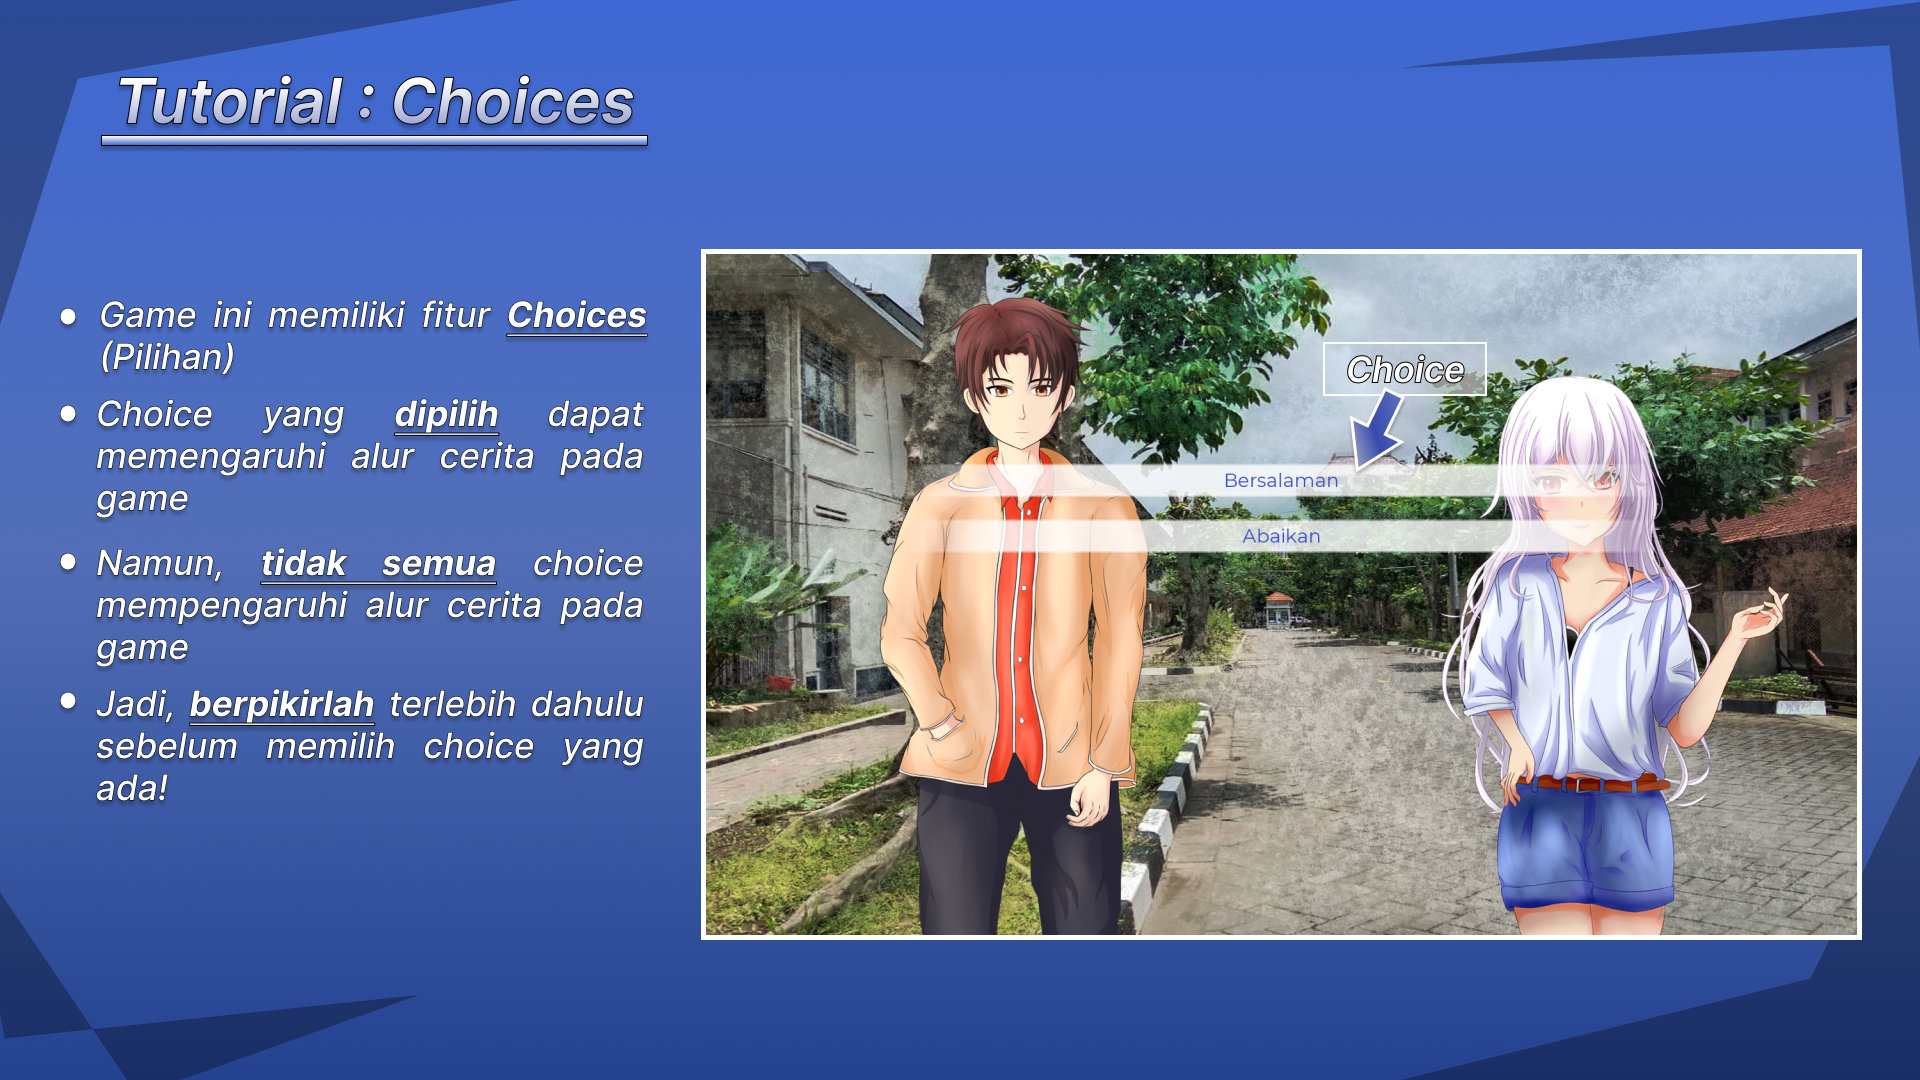 Tutorial : Choices
Game ini memiliki fitur Choices
(Pilihan)
Choice yang dipilih dapat
memengaruhi alur cerita pada
game
Namun, tidak semua choice
mempengaruhi alur cerita pada
game
Jadi, berpikirlah terlebih dahulu
sebelum memilih choice yang
ada!
Choice
Bersalaman
Abaikan